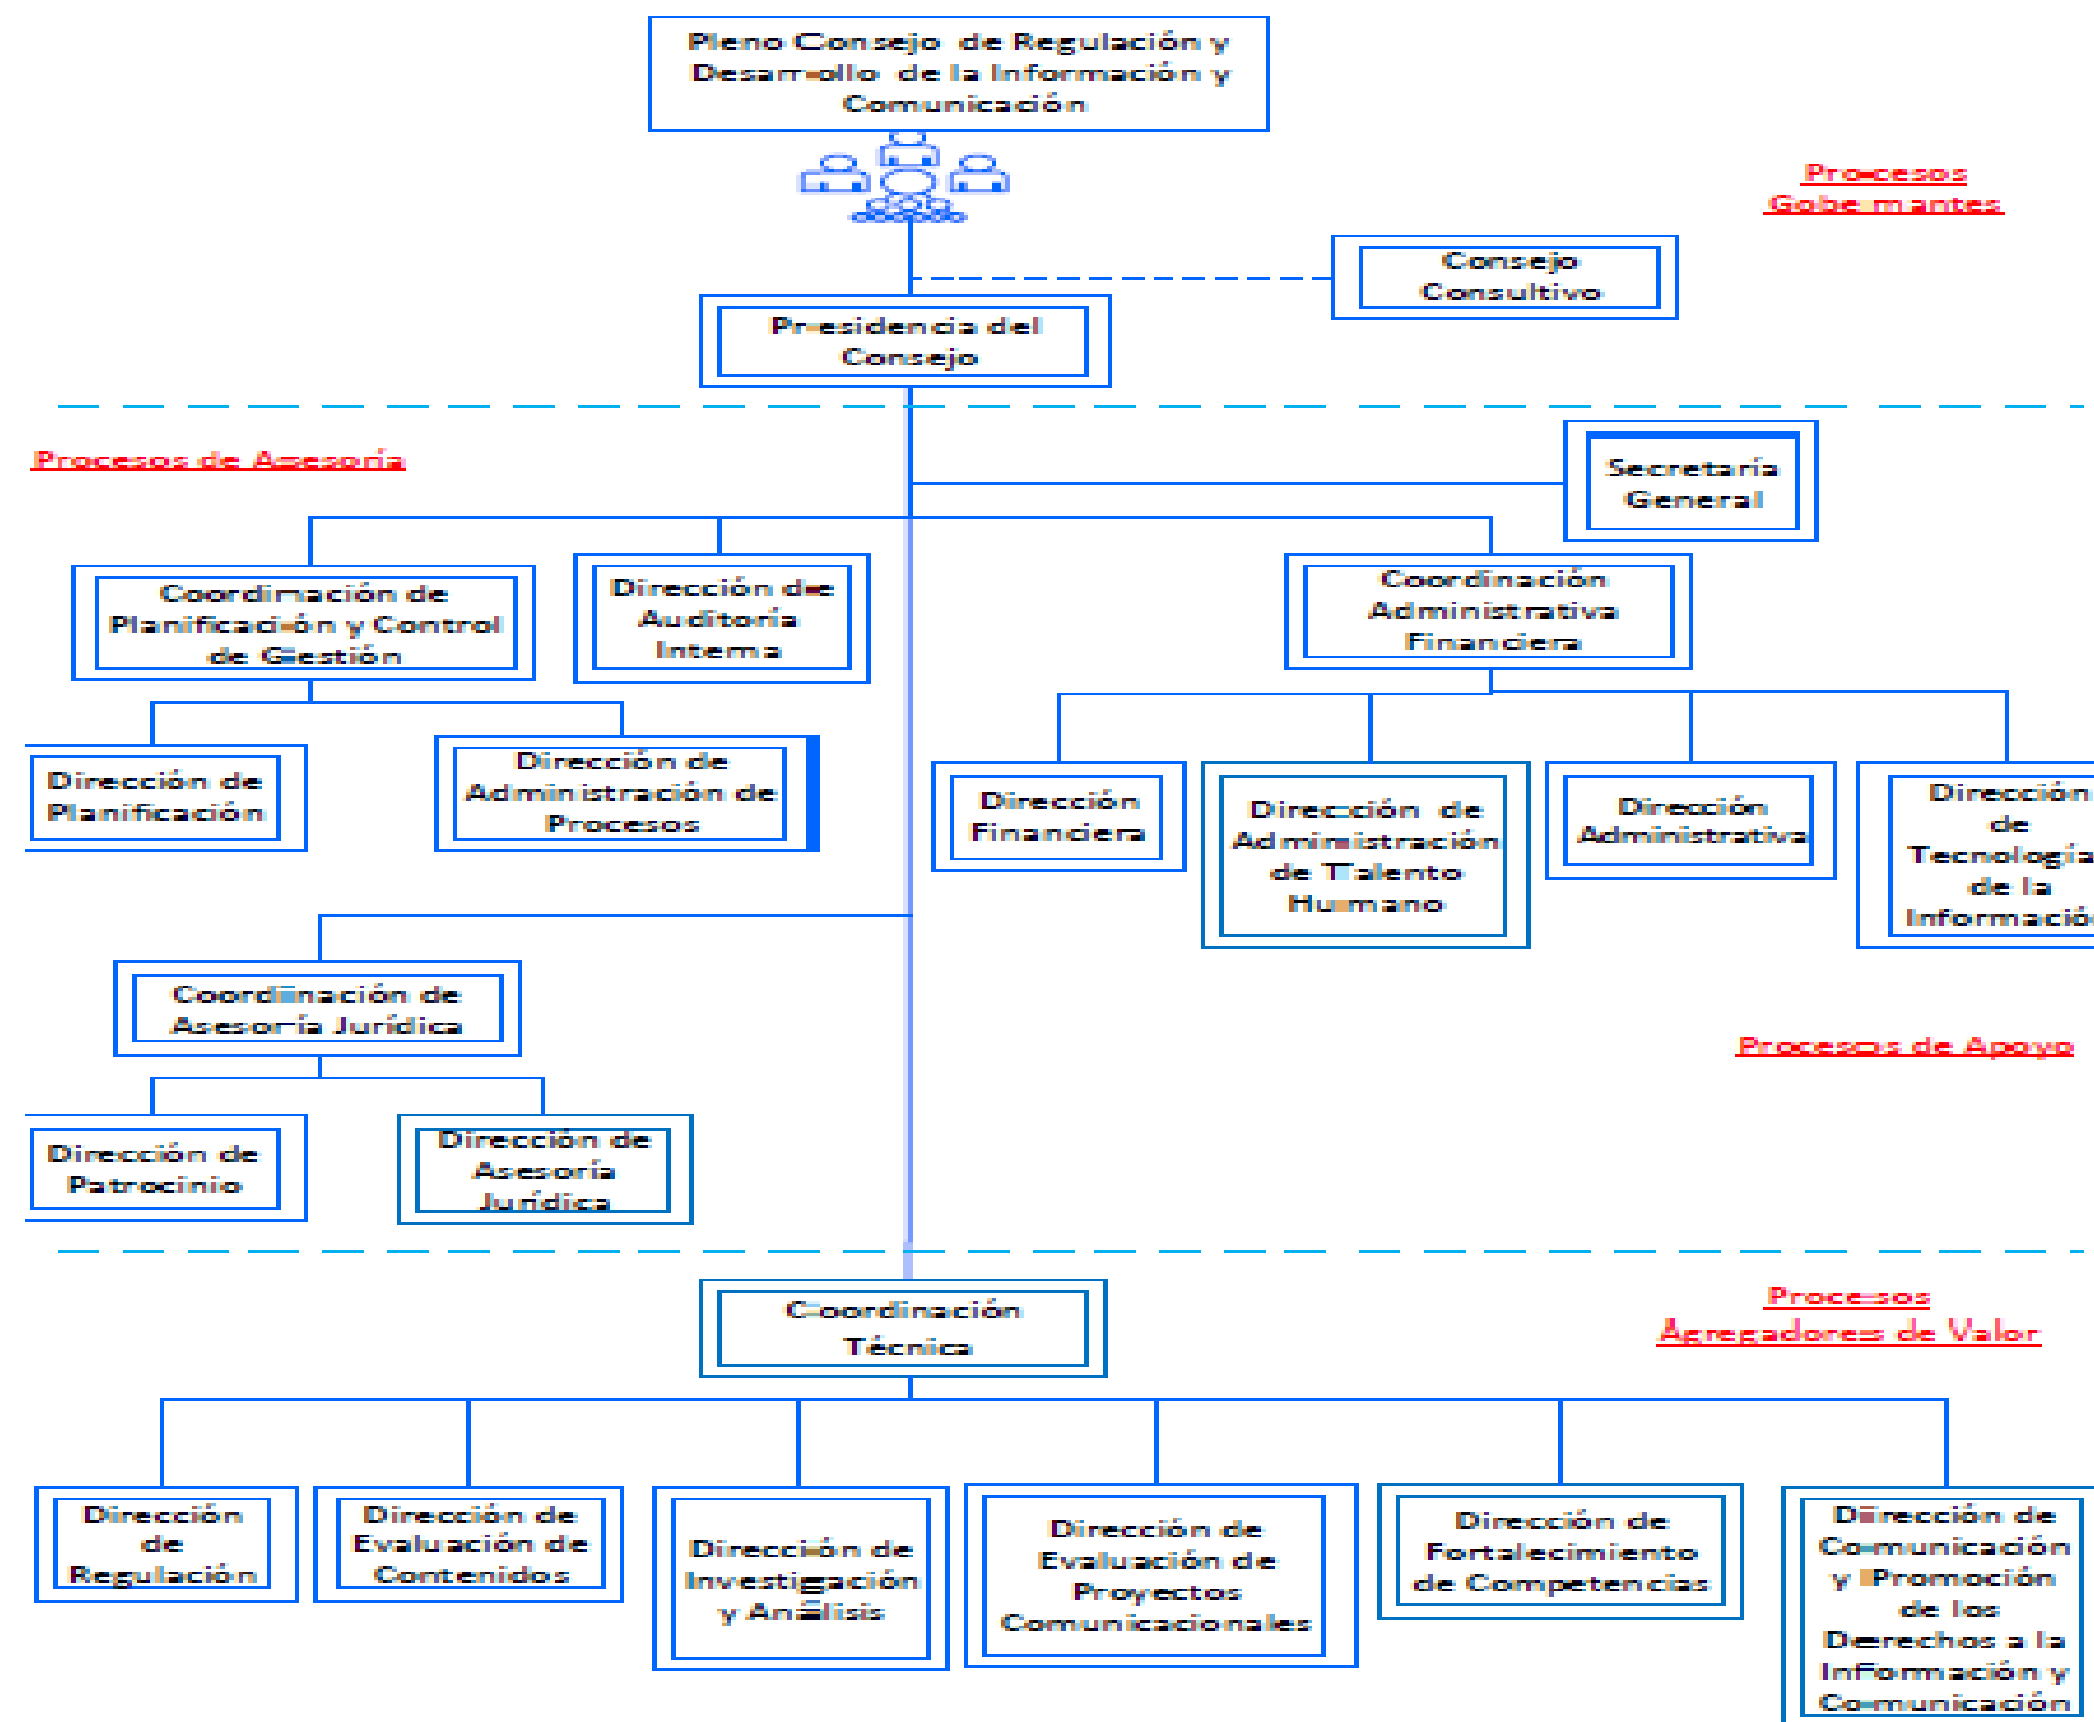 Pleno Consejo de Regulación y
Desarrollo de la Información y
Comunicación
Procesos
Gobernantes
Consejo
Consultivo
Presidencia del
Consejo
Procesos de Asesoría
Secretaría
General
Coordinación de
Planificación y Control
de Gestión
Dirección de
Auditoría
Interna
Coordinación
Administrativa
Financiera
Dirección de
Planificación
Dirección de
Administración de
Procesos
Dirección
Financiera
Dirección de
Administración
de Talento
Humano
Dirección
Administrativa
Dirección
de
Tecnología
de la
Informació
Coordinación de
Asesoría Jurídica
Procesos de Apoyo
Dirección de
Patrocinio
Dirección de
Asesoría
Jurídica
Coordinación
Técnica
Procesos
Agregadores de Valor
Dirección
de
Regulación
Dirección de
Evaluación de
Contenidos
Dirección de
Investigación
y Análisis
Dirección de
Evaluación de
Proyectos
Comunicacionales
Dirección de
Fortalecimiento
de Competencias
Dirección de
Comunicación
y Promoción
de los
Derechos a la
Información y
Comunicación